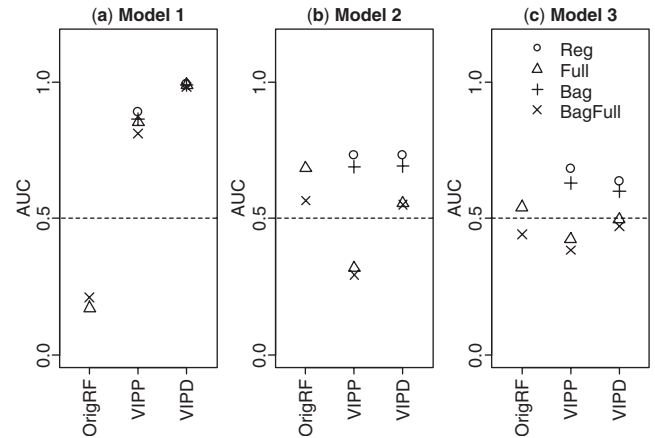 (a) Model 1
AUC
1.0
0.5
0.0
OrigRF
VIPP
VIPD
(b) Model 2
AUC
1.0
0.5
0.0
OrigRF
VIPP
VIPD
(c) Model 3
Reg
Full
Bag
BagFull
AUC
1.0
0.5
0.0
OrigRF
VIPP
VIPD